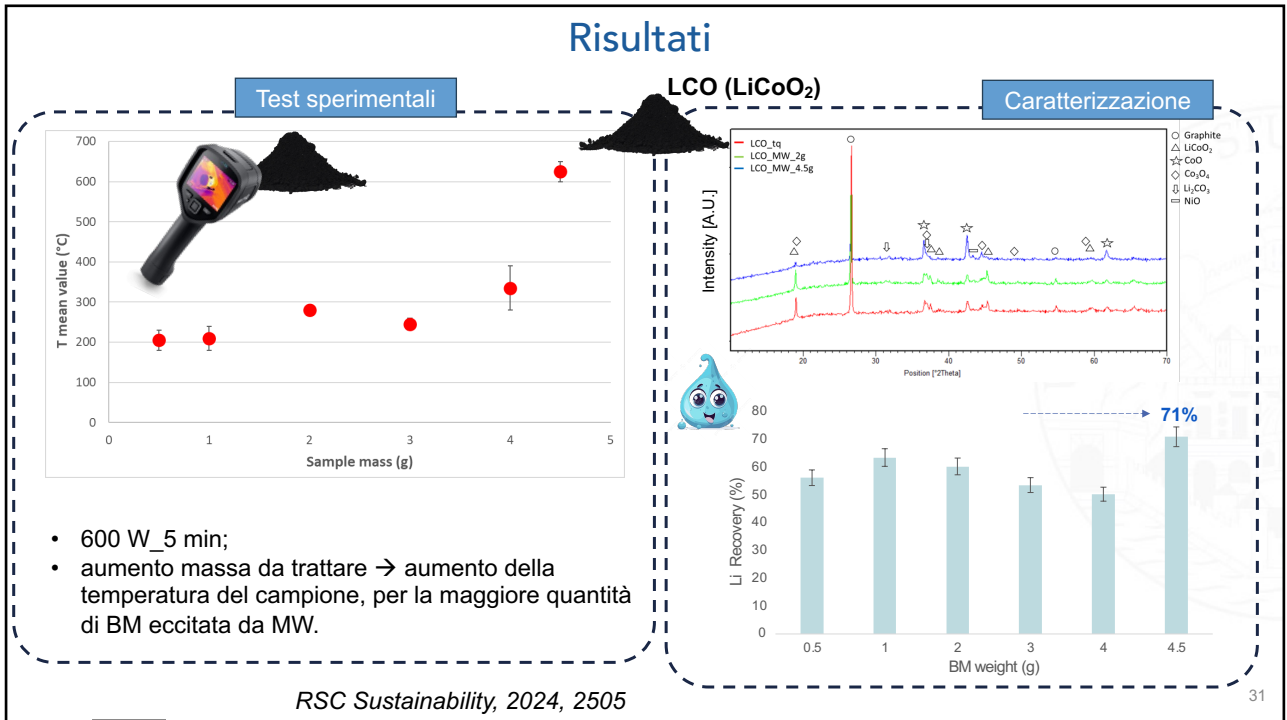 Risultati
Test sperimentali
LCO (LiCoO₂)
Caratterizzazione
700
600
500
400
300
200
100
0
T mean value (°C)
0 1 2 3 4 5
Sample mass (g)
• 600 W_5 min;
• aumento massa da trattare → aumento della
temperatura del campione, per la maggiore quantità
di BM eccitata da MW.
LCO_tq
LCO_MW_2g
LCO_MW_4.5g
Graphite
LiCoO₂
CoO
Co₃O₄
Li₂CO₃
NiO
Intensity [A.U.]
20 30 40 50 60 70
Position [°2Theta]
80
70
60
50
40
30
20
10
0
Li Recovery (%)
71%
0.5 1 2 3 4 4.5
BM weight (g)
RSC Sustainability, 2024, 2505
31